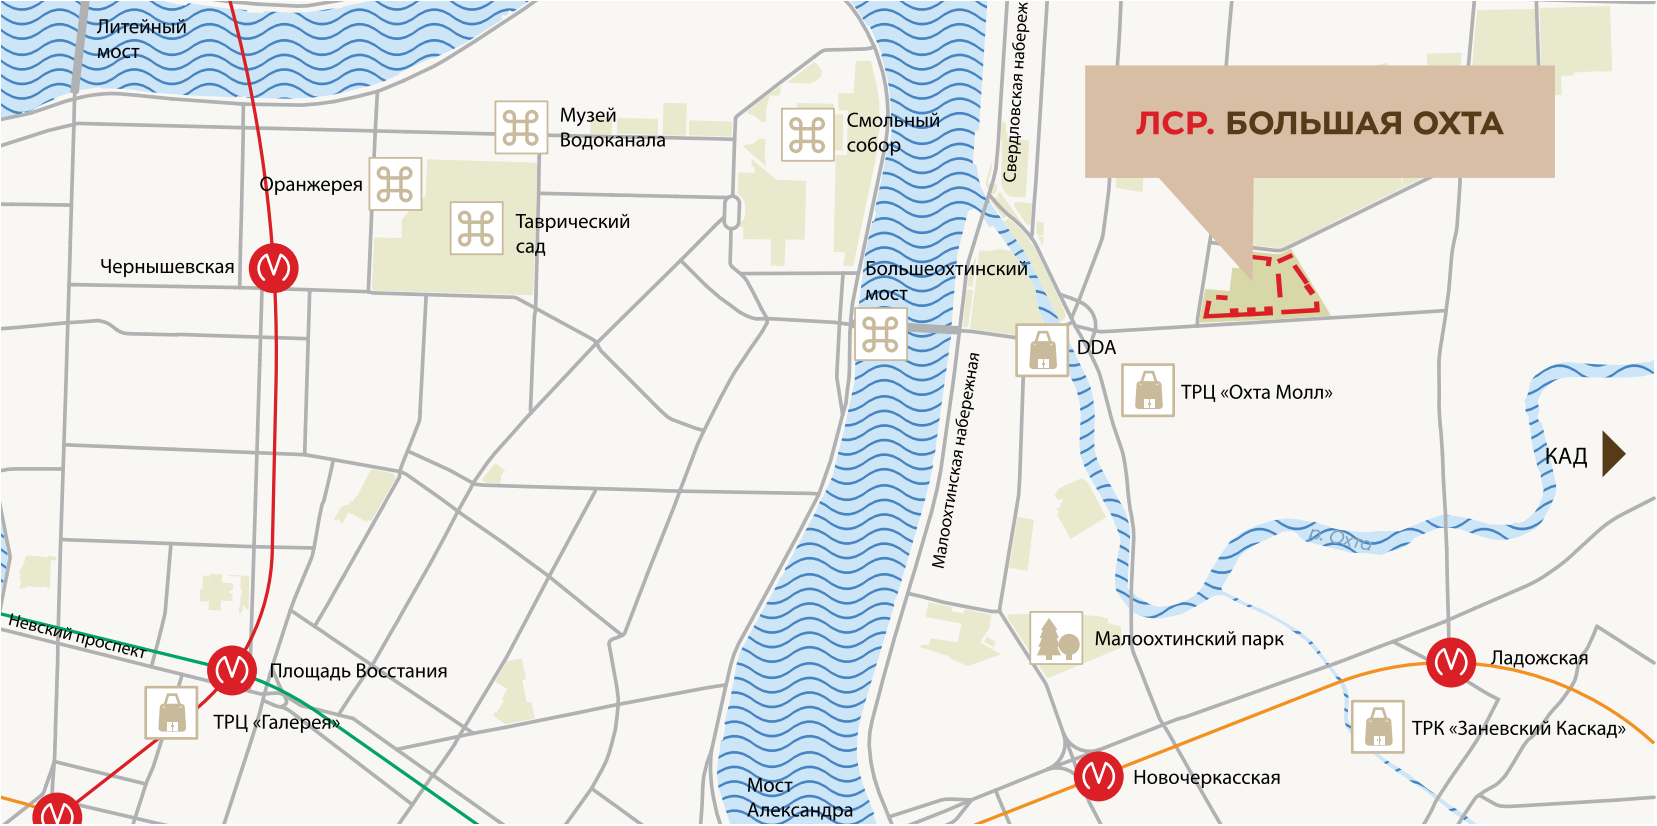 Литейный
мост
Свердловская набереж
ЛСР. БОЛЬШАЯ ОХТА
Музей
Водоканала
Смольный
собор
Оранжерея
Таврический
сад
Чернышевская
Большеохтинский
мост
DDA
ТРЦ «Охта Молл»
Малоохтинская набережная
КАД
р. Охта
Невский проспект
Площадь Восстания
ТРЦ «Галерея»
Малоохтинский парк
Ладожская
ТРК «Заневский Каскад»
Новочеркасская
Мост
Александра